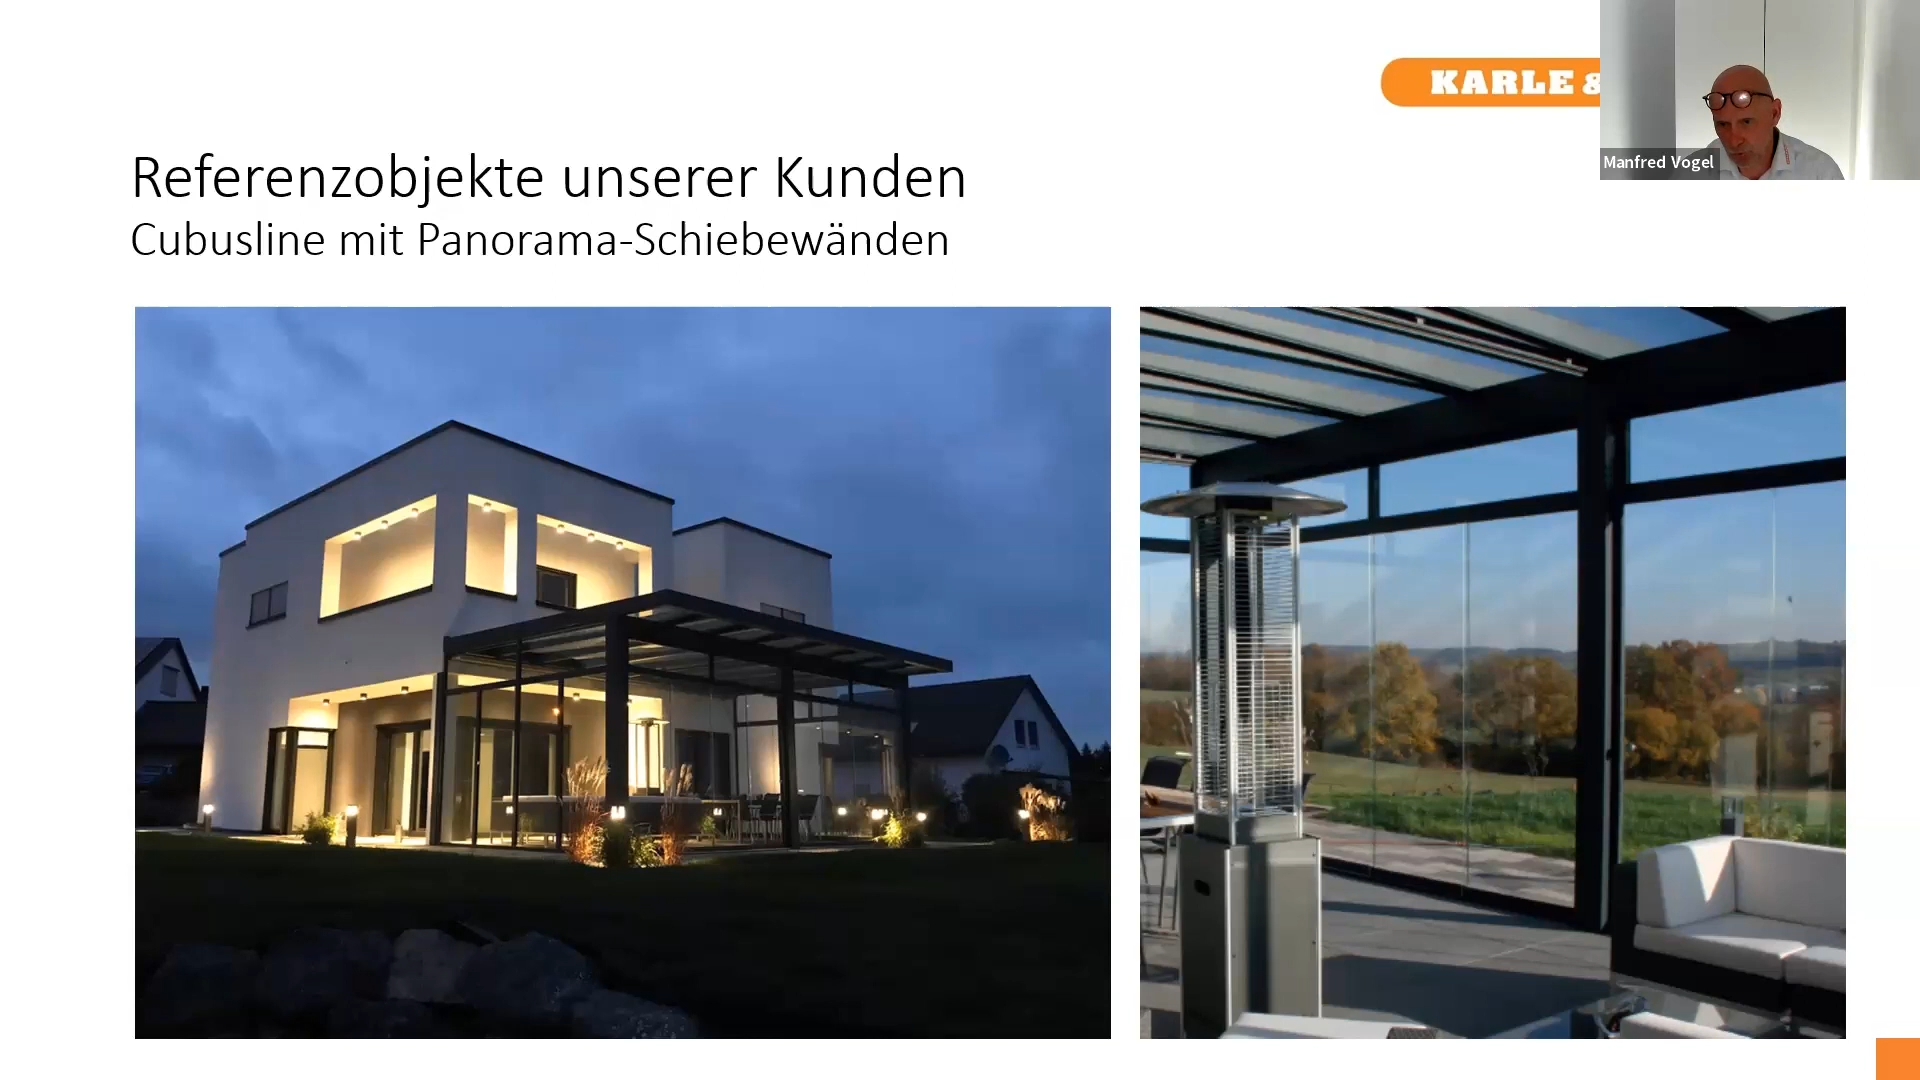 KARLE &
Manfred Vogel
Referenzobjekte unserer Kunden
Cubusline mit Panorama-Schiebewänden